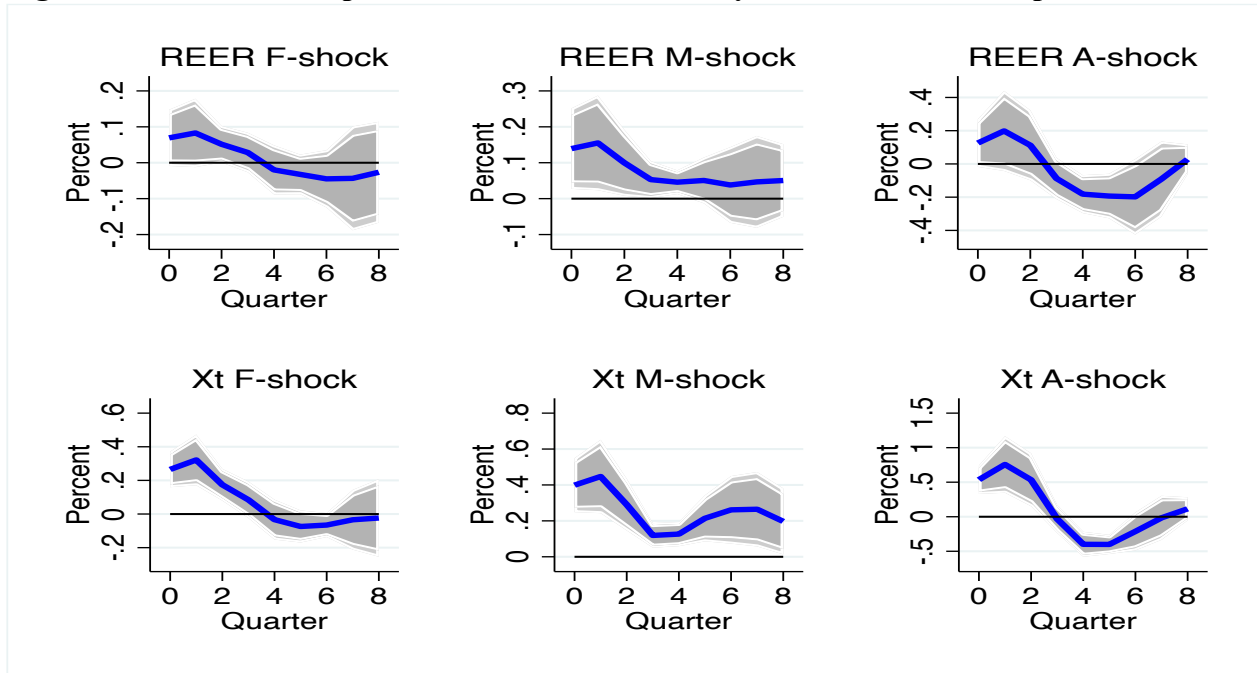 REER F-shock
REER M-shock
REER A-shock
Percent
.2
.1
0
-.1
-.2
0 2 4 6 8
Quarter
Percent
.3
.2
.1
0
-.1
0 2 4 6 8
Quarter
Percent
.4
.2
0
-.2
-.4
0 2 4 6 8
Quarter
Xt F-shock
Xt M-shock
Xt A-shock
Percent
.6
.4
.2
0
-.2
0 2 4 6 8
Quarter
Percent
.8
.6
.4
.2
0
0 2 4 6 8
Quarter
Percent
1.5
1
.5
0
-.5
0 2 4 6 8
Quarter